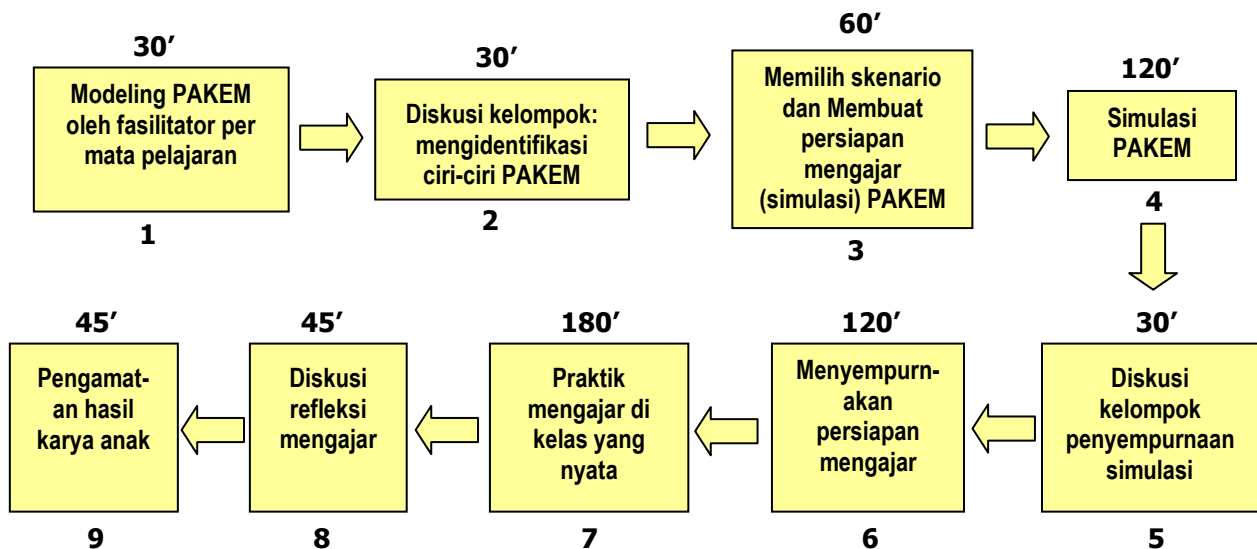 30’
Modeling PAKEM
oleh fasilitator per
mata pelajaran
1
30’
Diskusi kelompok:
mengidentifikasi
ciri-ciri PAKEM
2
60’
Memilih skenario
dan Membuat
persiapan
mengajar
(simulasi) PAKEM
3
120’
Simulasi
PAKEM
4
30’
Diskusi
kelompok
penyempurnaan
simulasi
5
120’
Menyempurn-
akan
persiapan
mengajar
6
180’
Praktik
mengajar di
kelas yang
nyata
7
45’
Diskusi
refleksi
mengajar
8
45’
Pengamat-
an hasil
karya anak
9